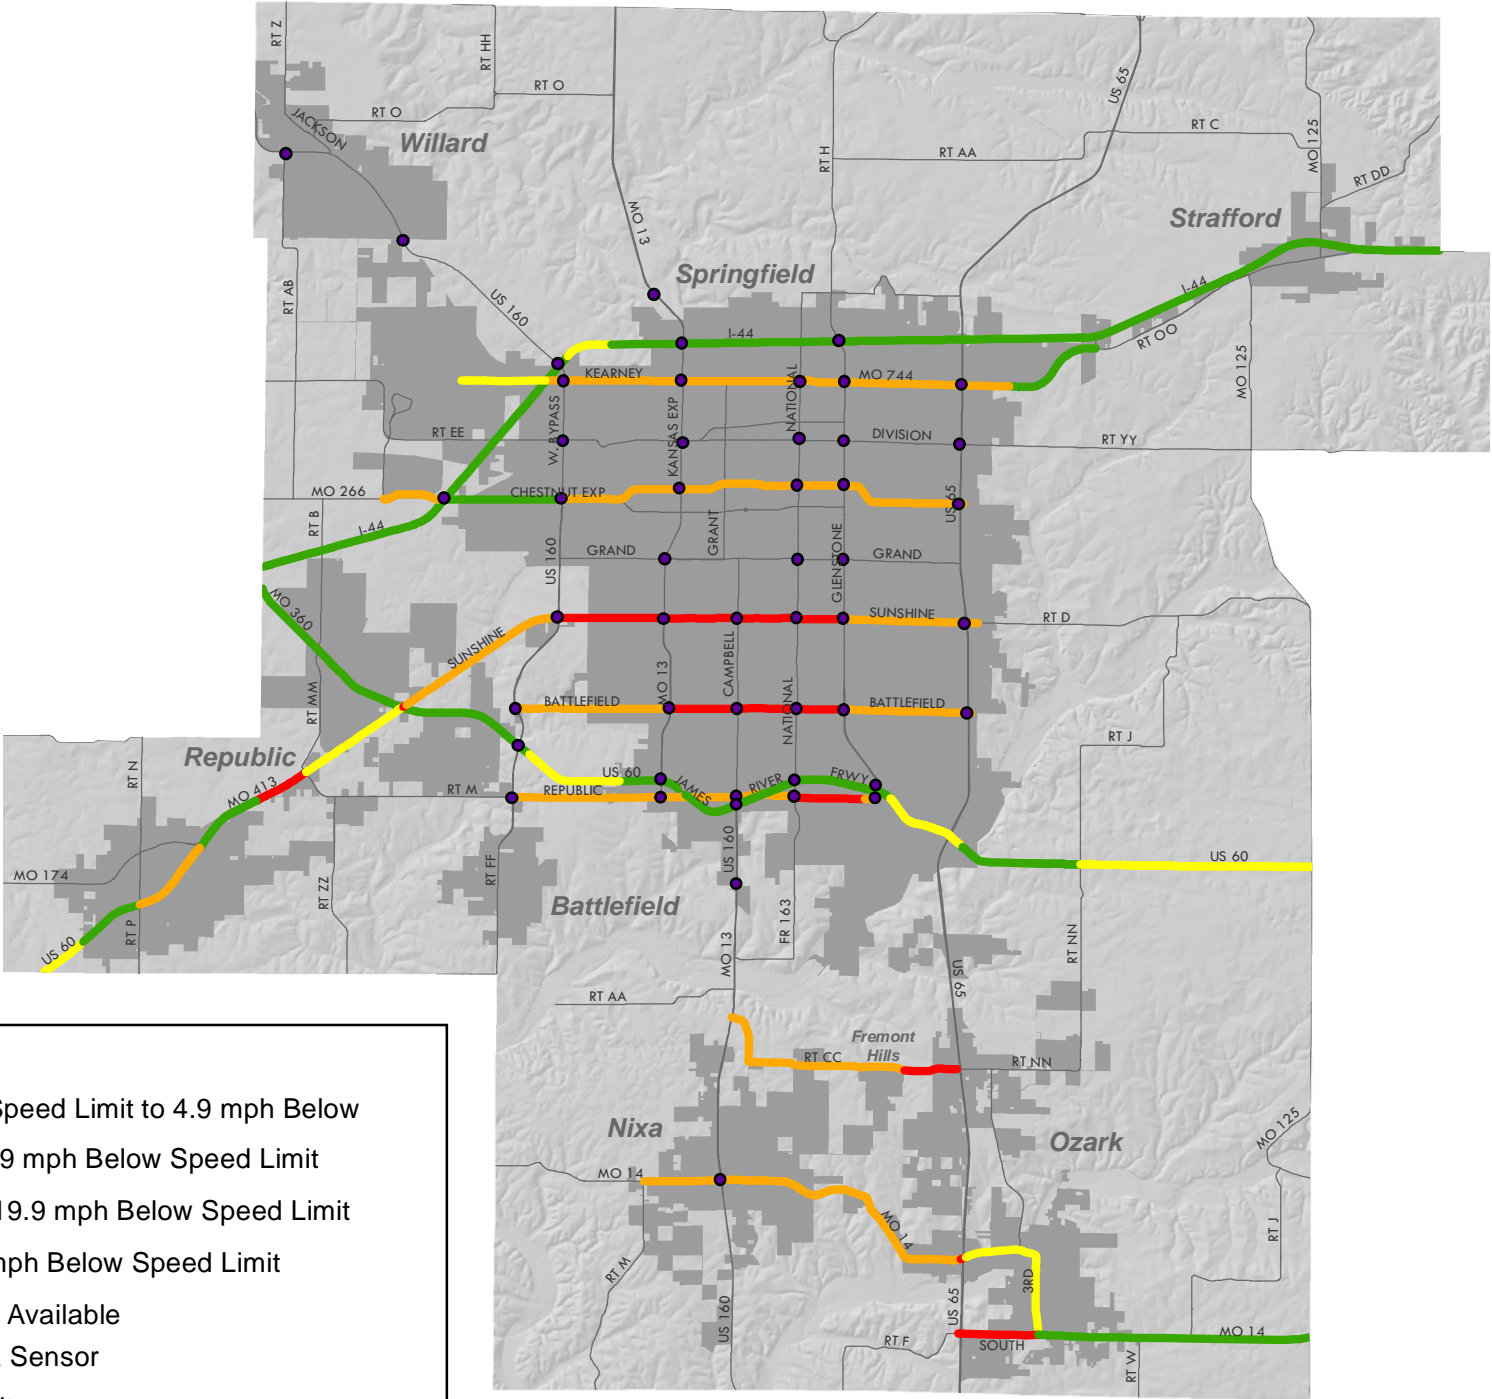 RT Z
RT HH
RT O
RT O
JACKSON
Willard
RT H
US 65
RT C
RT AA
MO 125
RT DD
Strafford
MO 13
Springfield
RT AB
US 160
I-44
I-44
RT OO
MO 125
KEARNEY
MO 744
NATIONAL
W. BYPASS
KANSAS EXP
RT EE
DIVISION
RT YY
MO 266
CHESTNUT EXP
US 65
RT B
I-44
GRANT
GLENSTONE
GRAND
GRAND
US 160
MO 360
SUNSHINE
RT D
SUNSHINE
CAMPBELL
MO 13
RT MM
BATTLEFIELD
BATTLEFIELD
NATIONAL
RT J
Republic
RT N
MO 413
RT M
US 60
JAMES
RIVER
FRWY
REPUBLIC
US 160
US 60
MO 174
RT ZZ
RT FF
RT P
Battlefield
FR 163
RT NN
US 60
MO 13
US 65
RT AA
Fremont
Hills
RT CC
RT NN
Nixa
Ozark
MO 125
MO 14
MO 14
RT M
RT J
3RD
US 160
US 65
RT F
SOUTH
MO 14
RT W
Speed Limit to 4.9 mph Below
9 mph Below Speed Limit
19.9 mph Below Speed Limit
mph Below Speed Limit
Available
Sensor